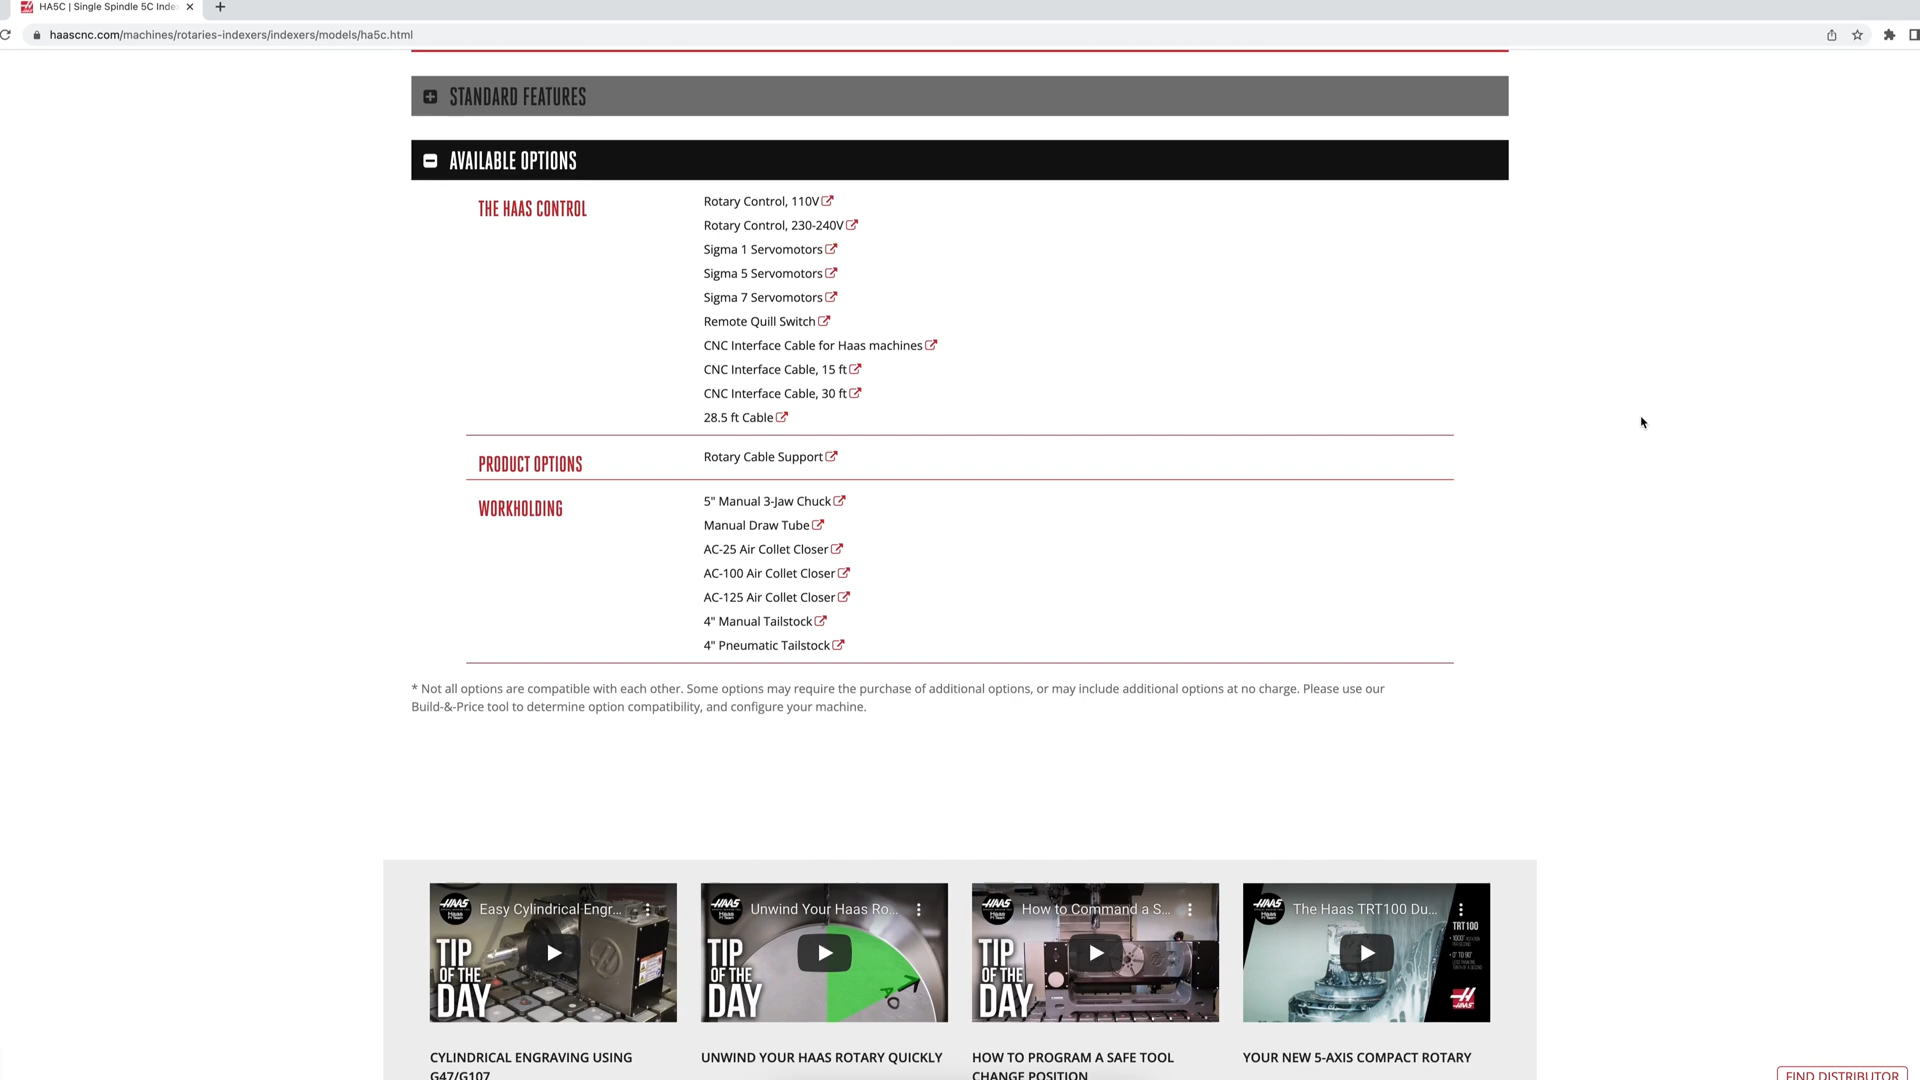 HA5C | Single Spindle 5C Inde
haascnc.com/machines/rotaries-indexers/indexers/models/ha5c.html
STANDARD FEATURES
AVAILABLE OPTIONS
THE HAAS CONTROL
Rotary Control, 110V
Rotary Control, 230-240V
Sigma 1 Servomotors
Sigma 5 Servomotors
Sigma 7 Servomotors
Remote Quill Switch
CNC Interface Cable for Haas machines
CNC Interface Cable, 15 ft
CNC Interface Cable, 30 ft
28.5 ft Cable
PRODUCT OPTIONS
Rotary Cable Support
WORKHOLDING
5" Manual 3-Jaw Chuck
Manual Draw Tube
AC-25 Air Collet Closer
AC-100 Air Collet Closer
AC-125 Air Collet Closer
4" Manual Tailstock
4" Pneumatic Tailstock
* Not all options are compatible with each other. Some options may require the purchase of additional options, or may include additional options at no charge. Please use our
Build-&-Price tool to determine option compatibility, and configure your machine.
HAAS
Easy Cylindrical Engr...
TIP
OF THE
DAY
CYLINDRICAL ENGRAVING USING
G47/G107
HAAS
Unwind Your Haas Ro...
TIP
OF THE
DAY
UNWIND YOUR HAAS ROTARY QUICKLY
HAAS
How to Command a S...
TIP
OF THE
DAY
HOW TO PROGRAM A SAFE TOOL
CHANGE POSITION
HAAS
The Haas TRT100 Du...
TRT100
HAAS
YOUR NEW 5-AXIS COMPACT ROTARY
FIND DISTRIBUTOR